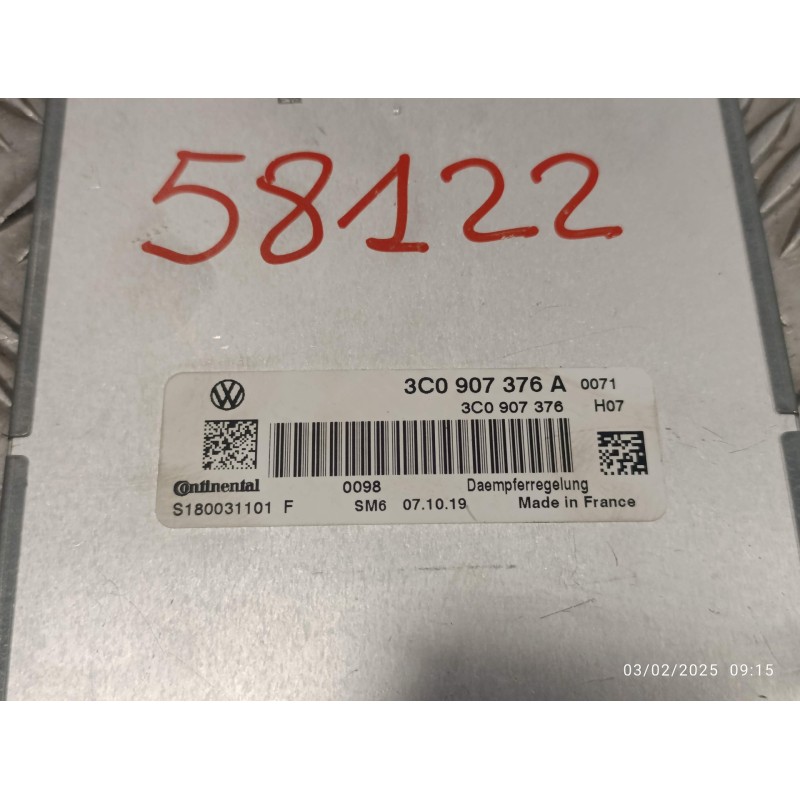 58122
3C0 907 376 A 0071
3C0 907 376 H07
Continental 0098 Daempferregelung
S180031101 F SM6 07.10.19 Made in France
03/02/2025 09:15